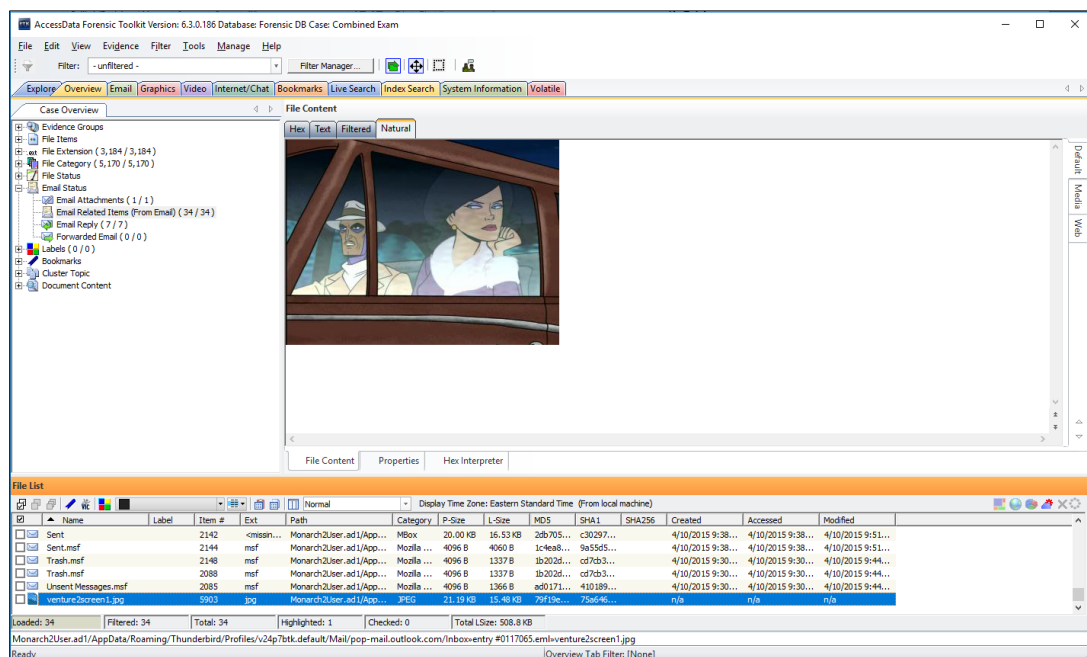 AccessData Forensic Toolkit Version: 6.3.0.186 Database: Forensic DB Case: Combined Exam
File Edit View Evidence Filter Tools Manage Help
Filter: - unfiltered - Filter Manager...
Explore Overview Email Graphics Video Internet/Chat Bookmarks Live Search Index Search System Information Volatile
Case Overview
Evidence Groups
File Items
File Extension ( 3,184 / 3,184 )
File Category ( 5,170 / 5,170 )
File Status
Email Status
Email Attachments ( 1 / 1 )
Email Related Items (From Email) ( 34 / 34 )
Email Reply ( 7 / 7 )
Forwarded Email ( 0 / 0 )
Labels ( 0 / 0 )
Bookmarks
Cluster Topic
Document Content
File Content
Hex Text Filtered Natural
Default
Media
Web
File Content Properties Hex Interpreter
File List
Normal Display Time Zone: Eastern Standard Time (From local machine)
Name Label Item # Ext Path Category P-Size L-Size MD5 SHA1 SHA256 Created Accessed Modified
Sent 2142 <missin... Monarch2User.ad1/App... MBox 20.00 KB 16.53 KB 2db705... c30297... 4/10/2015 9:38... 4/10/2015 9:38... 4/10/2015 9:51...
Sent.msf 2144 msf Monarch2User.ad1/App... Mozilla ... 4096 B 4060 B 1c4ea8... 9a55d5... 4/10/2015 9:38... 4/10/2015 9:38... 4/10/2015 9:51...
Trash.msf 2148 msf Monarch2User.ad1/App... Mozilla ... 4096 B 1337 B 1b202d... cd7cb3... 4/10/2015 9:30... 4/10/2015 9:30... 4/10/2015 9:44...
Trash.msf 2088 msf Monarch2User.ad1/App... Mozilla ... 4096 B 1337 B 1b202d... cd7cb3... 4/10/2015 9:30... 4/10/2015 9:30... 4/10/2015 9:44...
Unsent Messages.msf 2085 msf Monarch2User.ad1/App... Mozilla ... 4096 B 1366 B ad0171... 410189... 4/10/2015 9:30... 4/10/2015 9:30... 4/10/2015 9:44...
venture2screen1.jpg 5903 jpg Monarch2User.ad1/App... JPEG 21.19 KB 15.48 KB 79f19e... 75a646... n/a n/a n/a
Loaded: 34 Filtered: 34 Total: 34 Highlighted: 1 Checked: 0 Total LSize: 508.8 KB
Monarch2User.ad1/AppData/Roaming/Thunderbird/Profiles/v24p7btk.default/Mail/pop-mail.outlook.com/Inbox»entry #0117065.eml»venture2screen1.jpg
Ready Overview Tab Filter: [None]